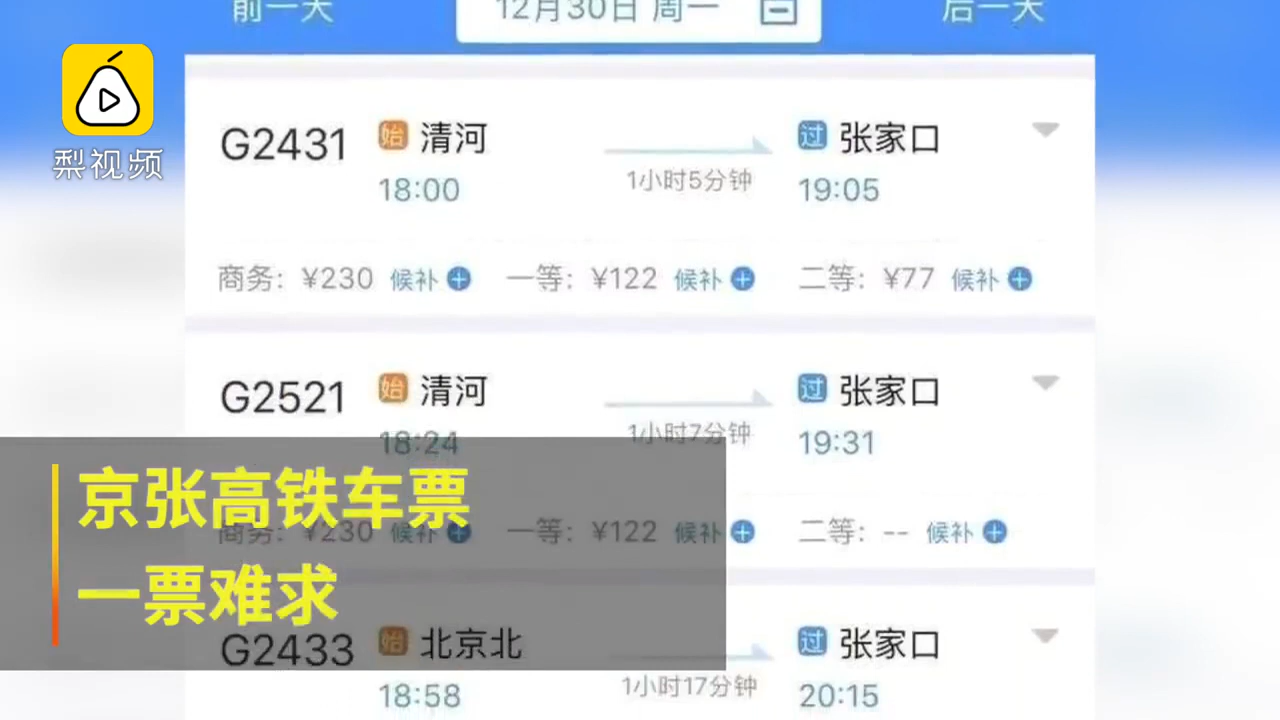 前一天 12月30日 周一 后一天
梨视频
G2431 始 清河 过 张家口
18:00 1小时5分钟 19:05
商务: ¥230 候补 一等: ¥122 候补 二等: ¥77 候补
G2521 始 清河 过 张家口
18:24 1小时7分钟 19:31
商务: ¥230 候补 一等: ¥122 候补 二等: -- 候补
京张高铁车票
一票难求
G2433 始 北京北 过 张家口
18:58 1小时17分钟 20:15